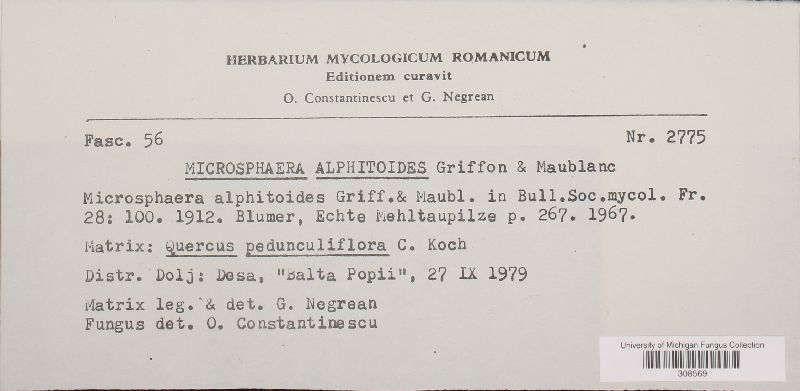 HERBARIUM MYCOLOGICUM ROMANICUM
Editionem curavit
O. Constantinescu et G. Negrean
Fasc. 56
Nr. 2775
MICROSPHAERA ALPHITOIDES Griffon & Maublanc
Microsphaera alphitoides Griff.& Maubl. in Bull.Soc.mycol. Fr.
28: 100. 1912. Blumer, Echte Mehltaupilze p. 267. 1967.
Matrix: Quercus pedunculiflora C. Koch
Distr. Dolj: Desa, "Balta Popii", 27 IX 1979
Matrix leg. & det. G. Negrean
Fungus det. O. Constantinescu
University of Michigan Fungus Collection
308569